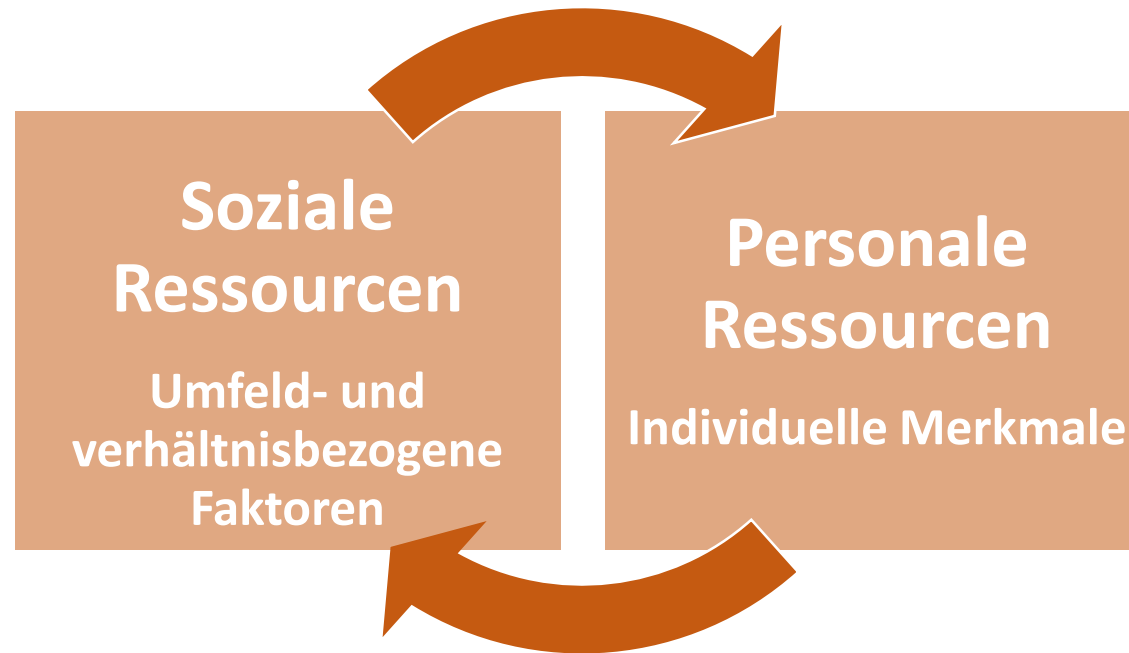 Soziale
Ressourcen
Umfeld- und
verhältnisbezogene
Faktoren
Personale
Ressourcen
Individuelle Merkmale